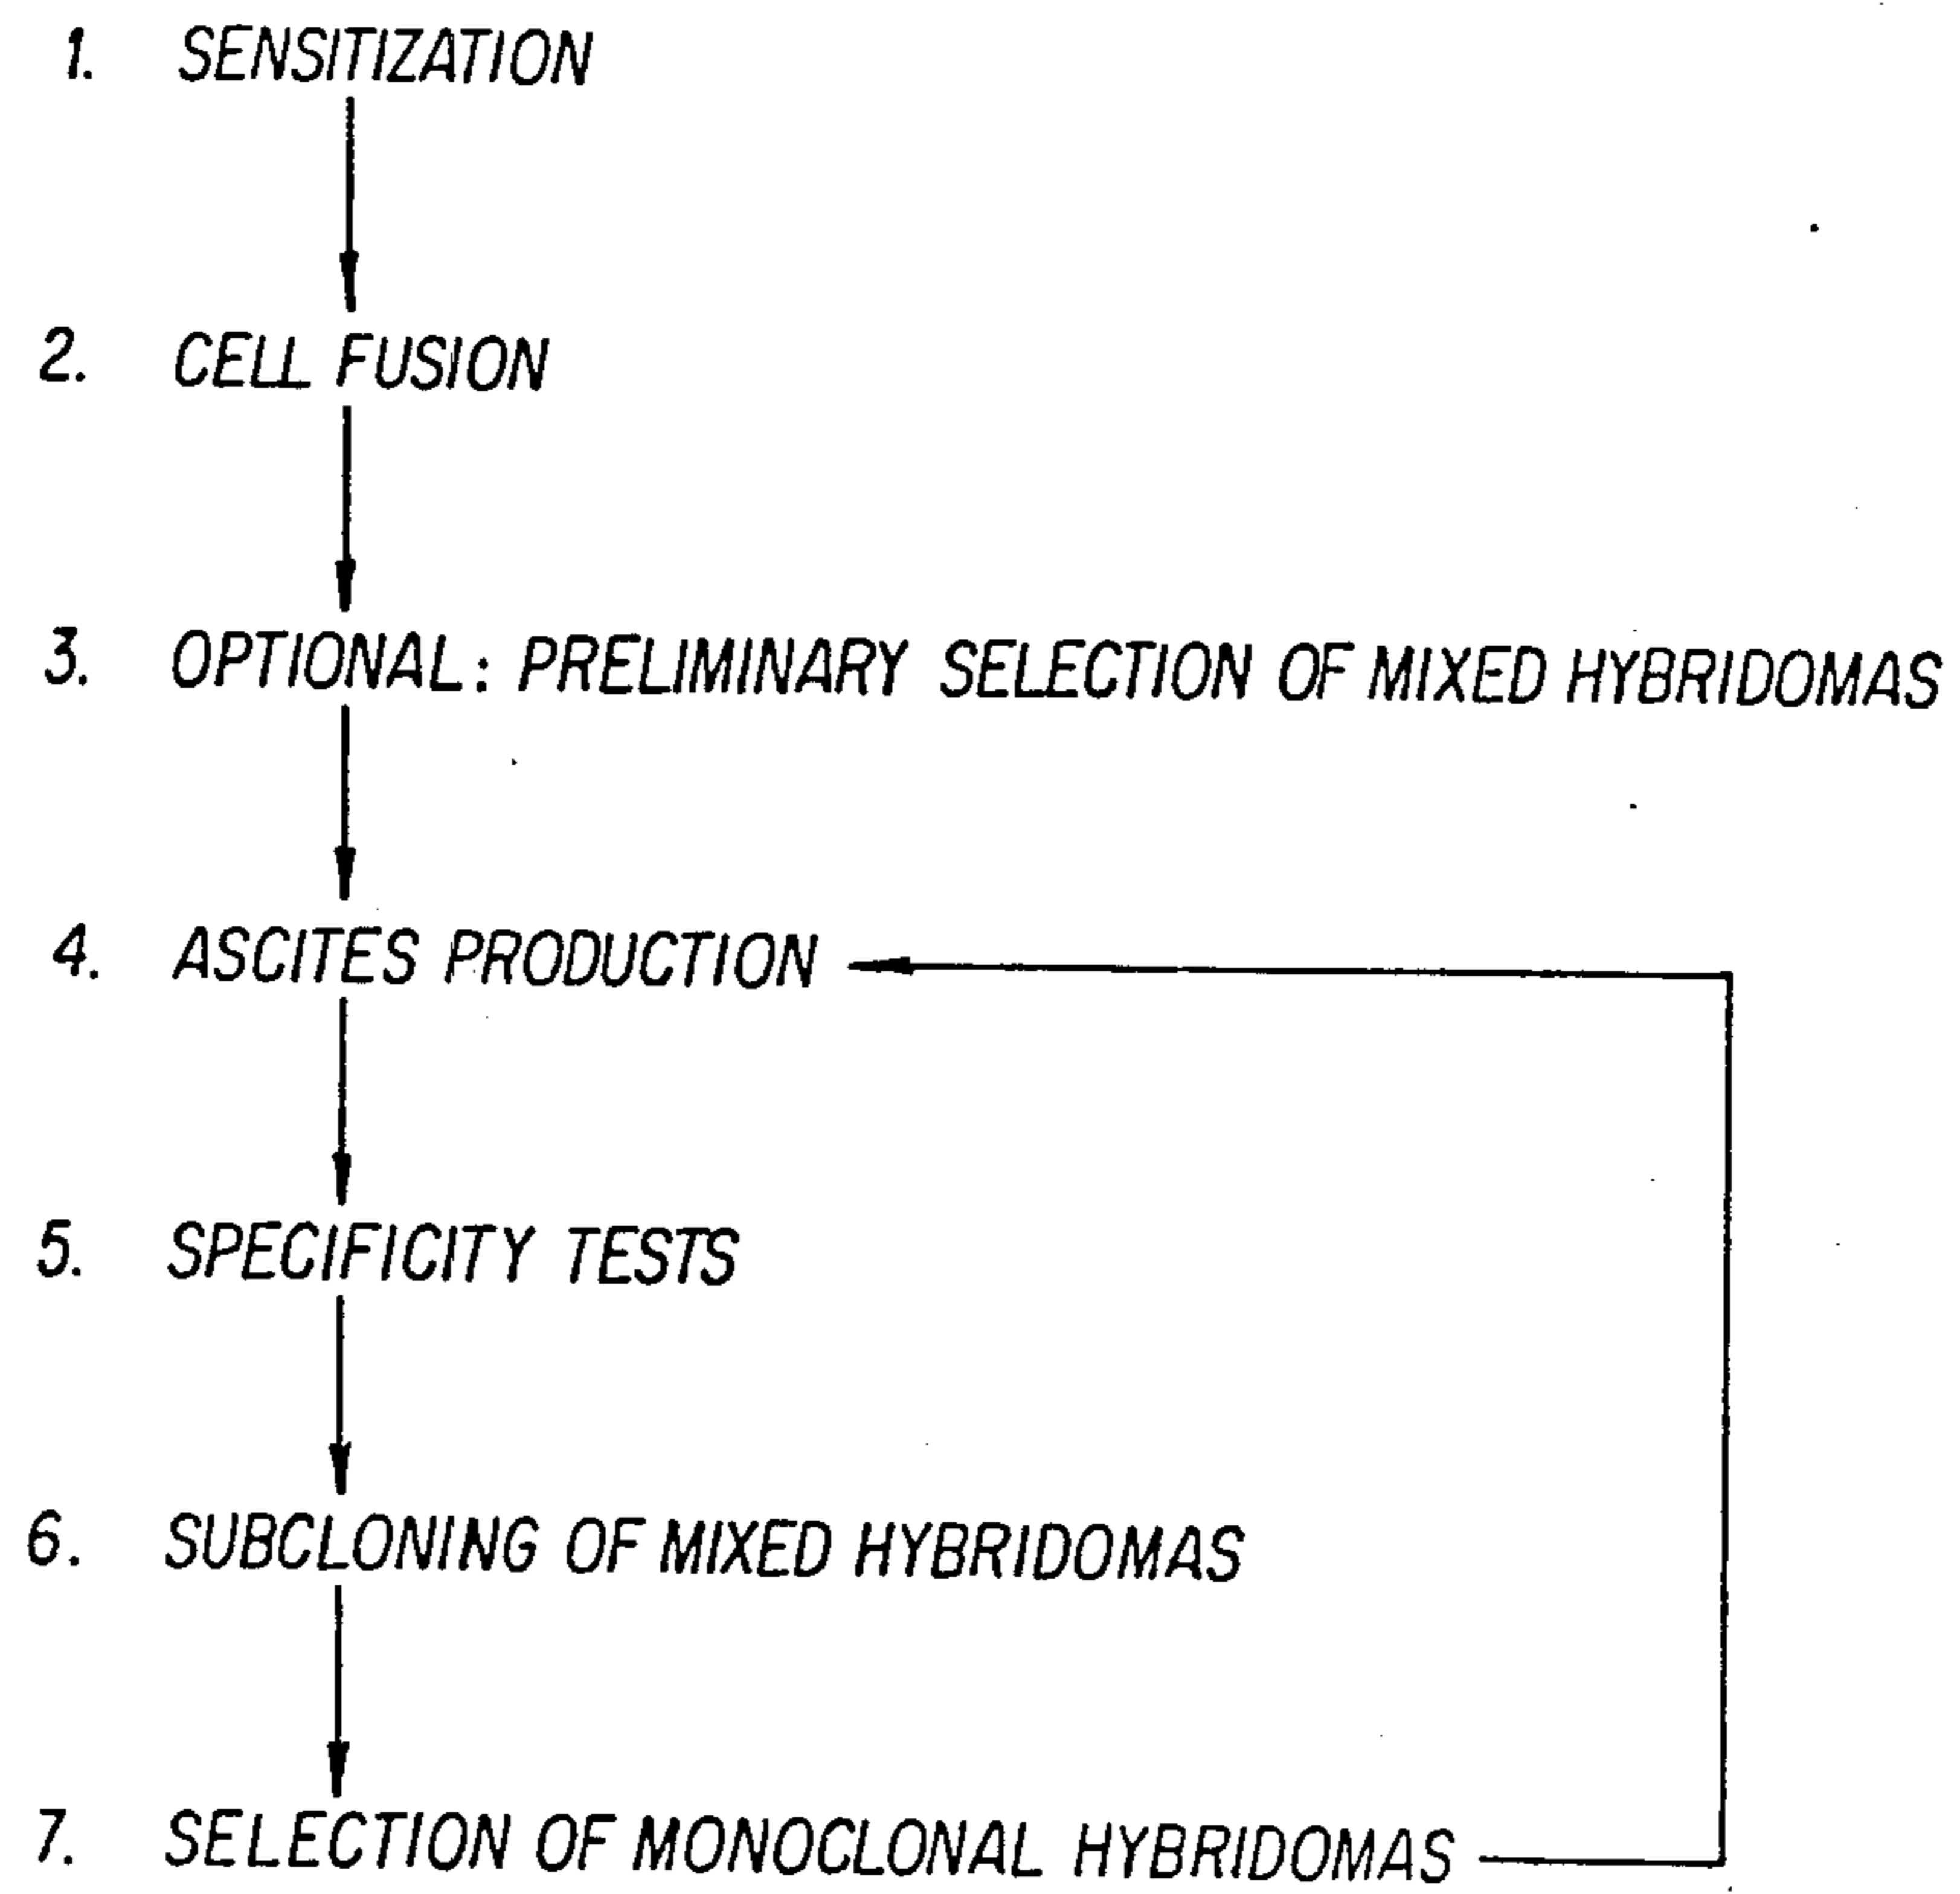 1. SENSITIZATION
2. CELL FUSION
3. OPTIONAL: PRELIMINARY SELECTION OF MIXED HYBRIDOMAS
4. ASCITES PRODUCTION
5. SPECIFICITY TESTS
6. SUBCLONING OF MIXED HYBRIDOMAS
7. SELECTION OF MONOCLONAL HYBRIDOMAS